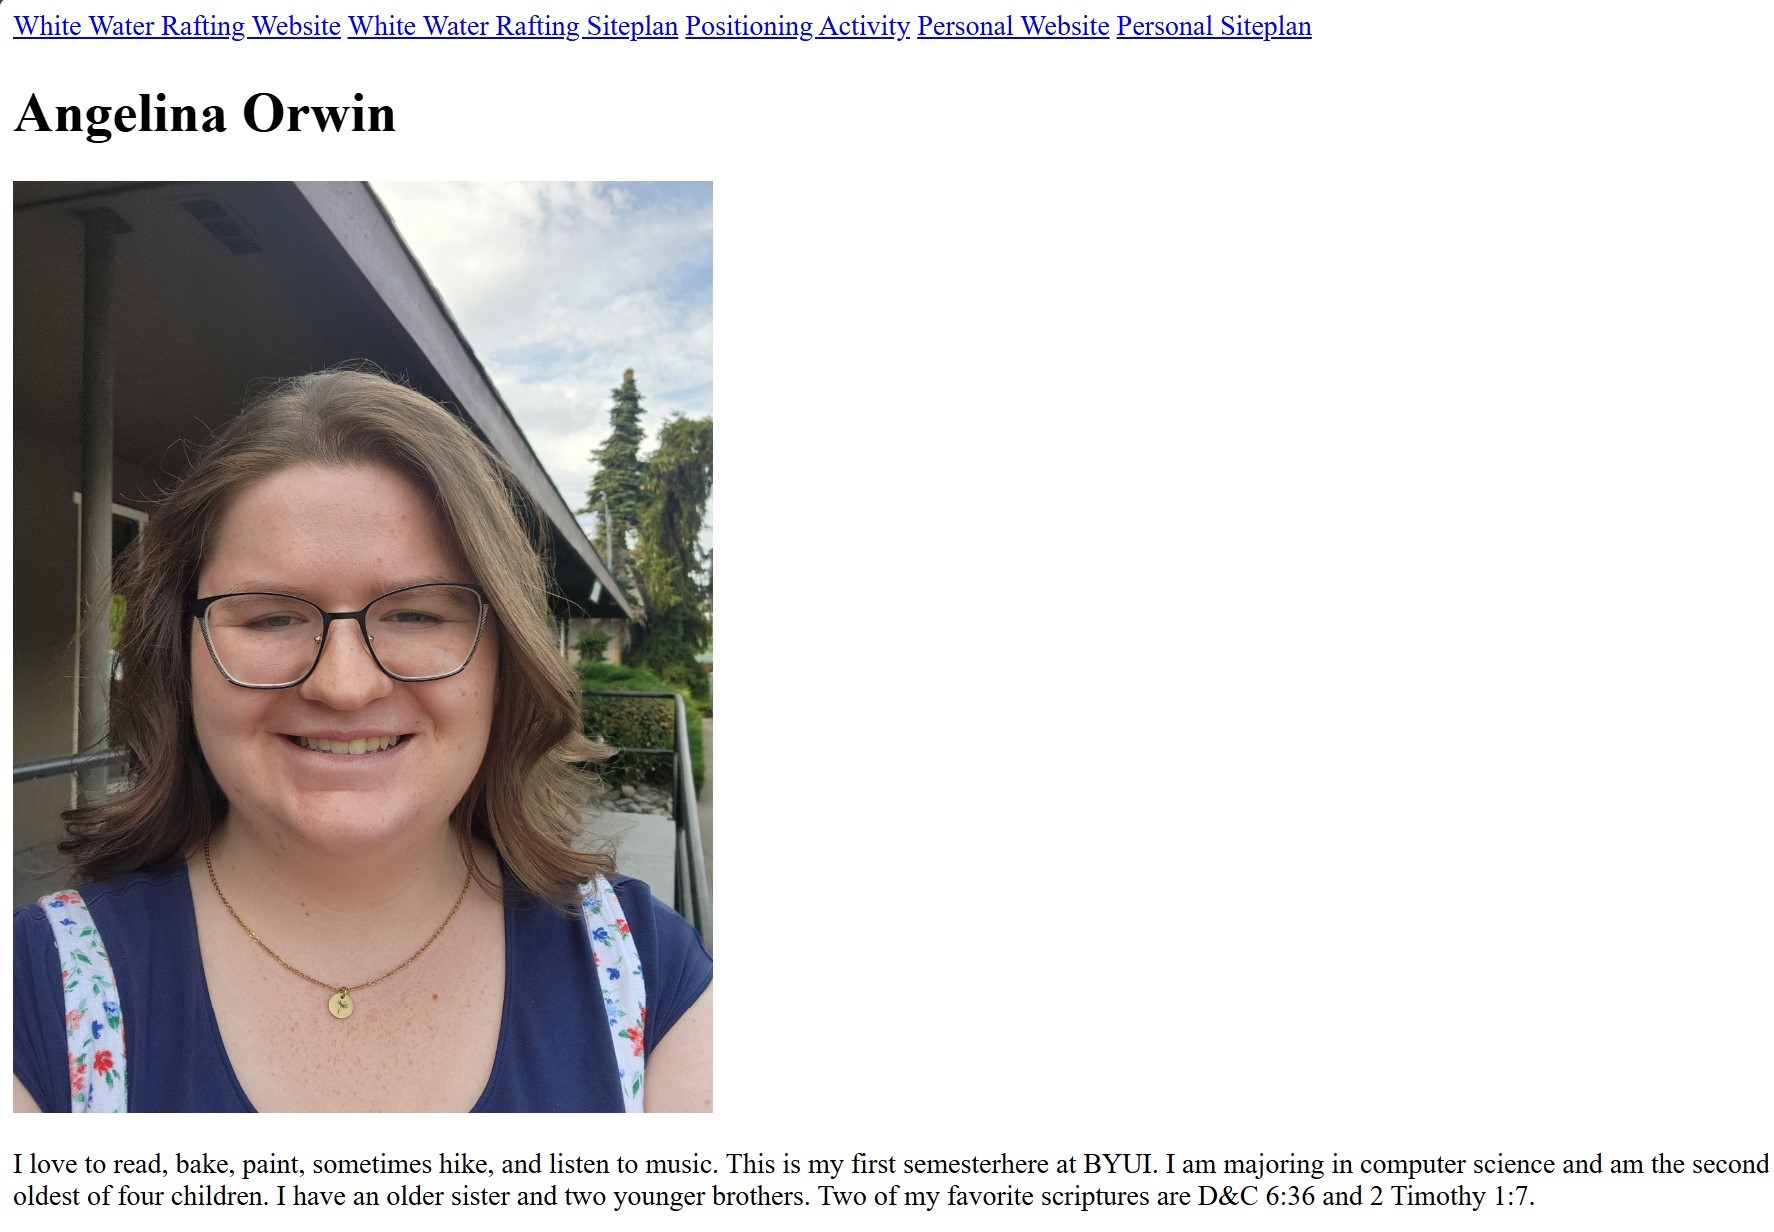 White Water Rafting Website White Water Rafting Siteplan Positioning Activity Personal Website Personal Siteplan
Angelina Orwin
I love to read, bake, paint, sometimes hike, and listen to music. This is my first semesterhere at BYUI. I am majoring in computer science and am the second
oldest of four children. I have an older sister and two younger brothers. Two of my favorite scriptures are D&C 6:36 and 2 Timothy 1:7.